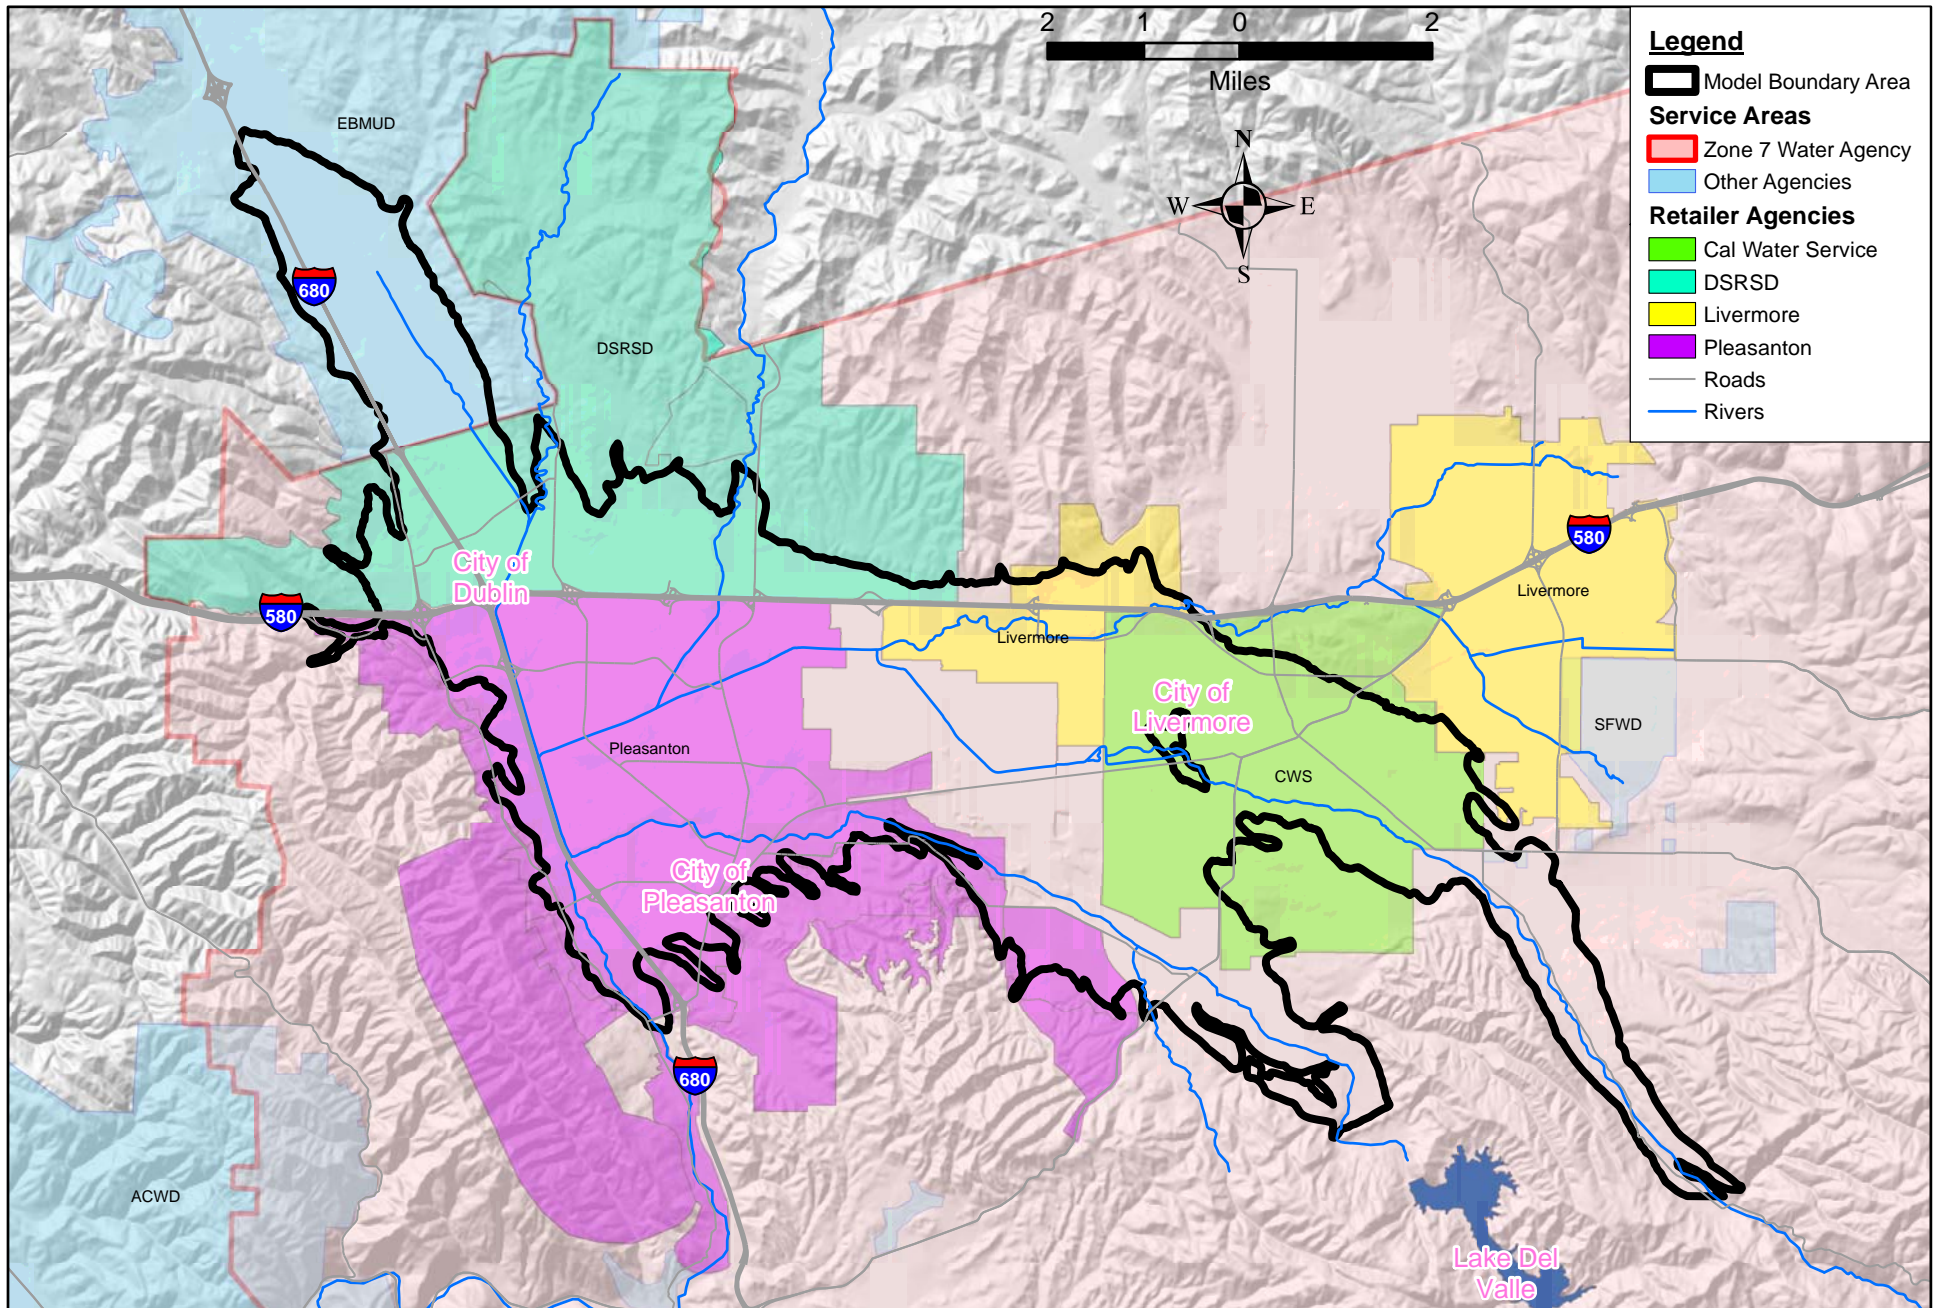 2 1 0 2
Miles
N
W E
S
Legend
Model Boundary Area
Service Areas
Zone 7 Water Agency
Other Agencies
Retailer Agencies
Cal Water Service
DSRSD
Livermore
Pleasanton
Roads
Rivers
EBMUD
680
DSRSD
580
City of
Dublin
580
Livermore
Livermore
City of
Livermore
SFWD
Pleasanton
CWS
City of
Pleasanton
680
ACWD
Lake Del
Valle